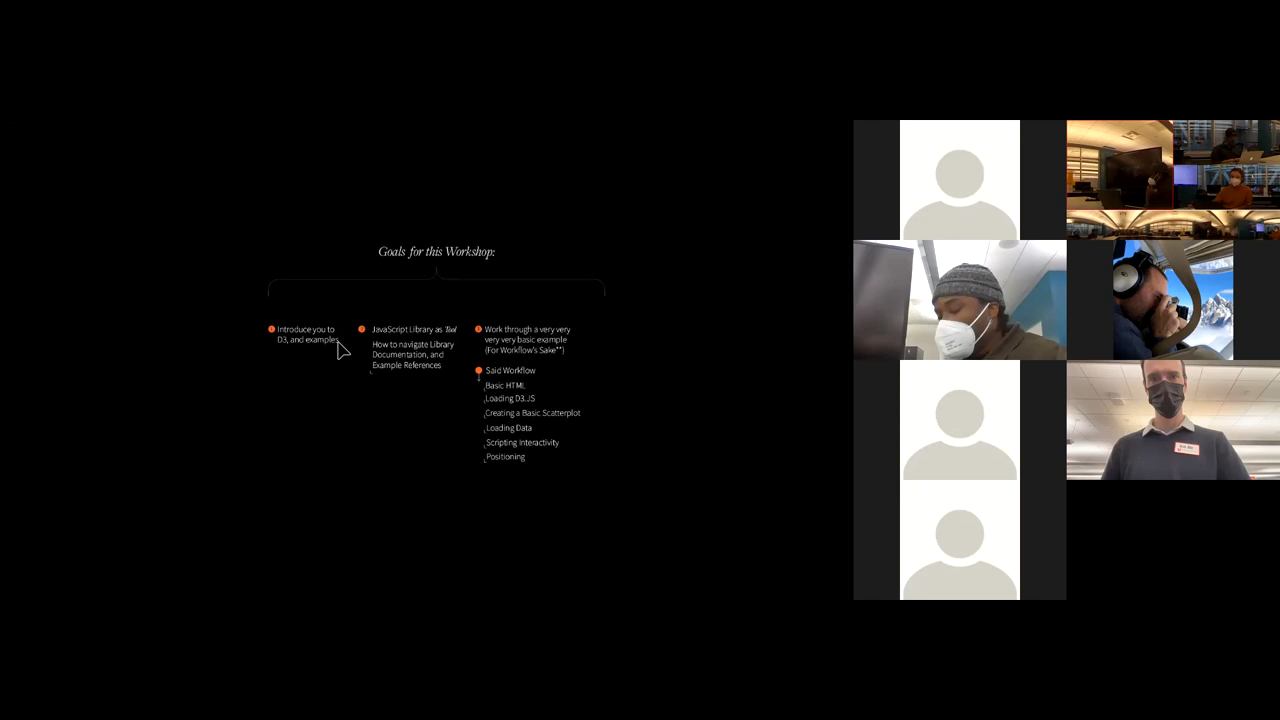 Goals for this Workshop:
Introduce you to
D3, and examples
JavaScript Library as Tool
How to navigate Library
Documentation, and
Example References
Work through a very very
very very basic example
(For Workflow's Sake**)
Said Workflow
Basic HTML
Loading D3.JS
Creating a Basic Scatterplot
Loading Data
Scripting Interactivity
Positioning